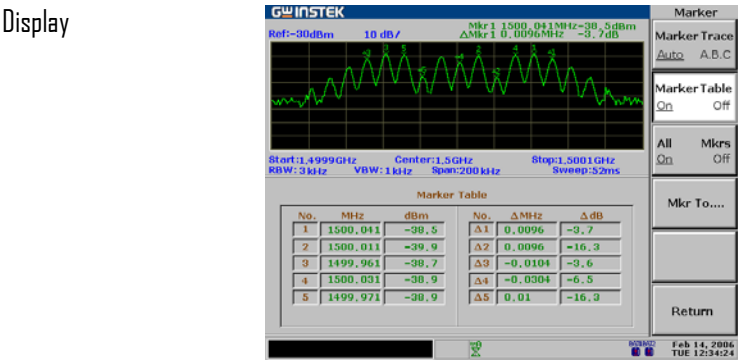 Display
GWINSTEK
Ref:-30dBm 10 dB/ Mkr1 1500.041MHz-38.5dBm
ΔMkr1 0.0096MHz -3.7dB
Start:1.4999GHz Center:1.5GHz Stop:1.5001GHz
RBW:3kHz VBW:1kHz Span:200kHz Sweep:52ms
Marker Table
No. MHz dBm No. ΔMHz ΔdB
1 1500.041 -38.5 Δ1 0.0096 -3.7
2 1500.011 -39.9 Δ2 0.0096 -16.3
3 1499.961 -38.7 Δ3 -0.0104 -3.6
4 1500.031 -38.9 Δ4 -0.0304 -6.5
5 1499.971 -38.9 Δ5 0.01 -16.3
Marker
Marker Trace
Auto A.B.C
Marker Table
On Off
All Mkrs
On Off
Mkr To....
Return
Feb 14, 2006
TUE 12:34:24